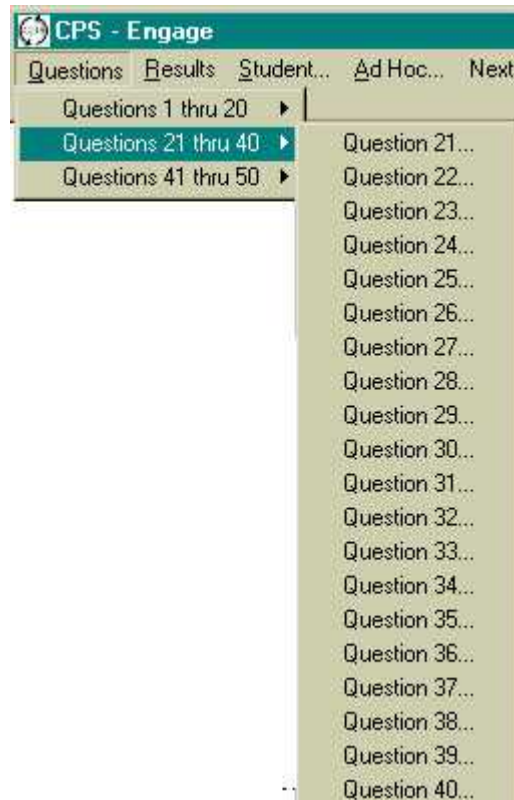 CPS - Engage
Questions Results Student... Ad Hoc... Next
Questions 1 thru 20
Questions 21 thru 40
Questions 41 thru 50
Question 21...
Question 22...
Question 23...
Question 24...
Question 25...
Question 26...
Question 27...
Question 28...
Question 29...
Question 30...
Question 31...
Question 32...
Question 33...
Question 34...
Question 35...
Question 36...
Question 37...
Question 38...
Question 39...
Question 40...